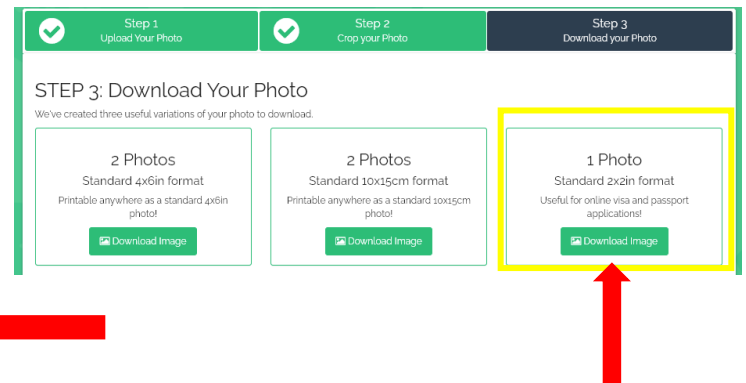 Step 1
Upload Your Photo
Step 2
Crop your Photo
Step 3
Download your Photo
STEP 3: Download Your Photo
We've created three useful variations of your photo to download.
2 Photos
Standard 4x6in format
Printable anywhere as a standard 4x6in
photo!
Download Image
2 Photos
Standard 10x15cm format
Printable anywhere as a standard 10x15cm
photo!
Download Image
1 Photo
Standard 2x2in format
Useful for online visa and passport
applications!
Download Image